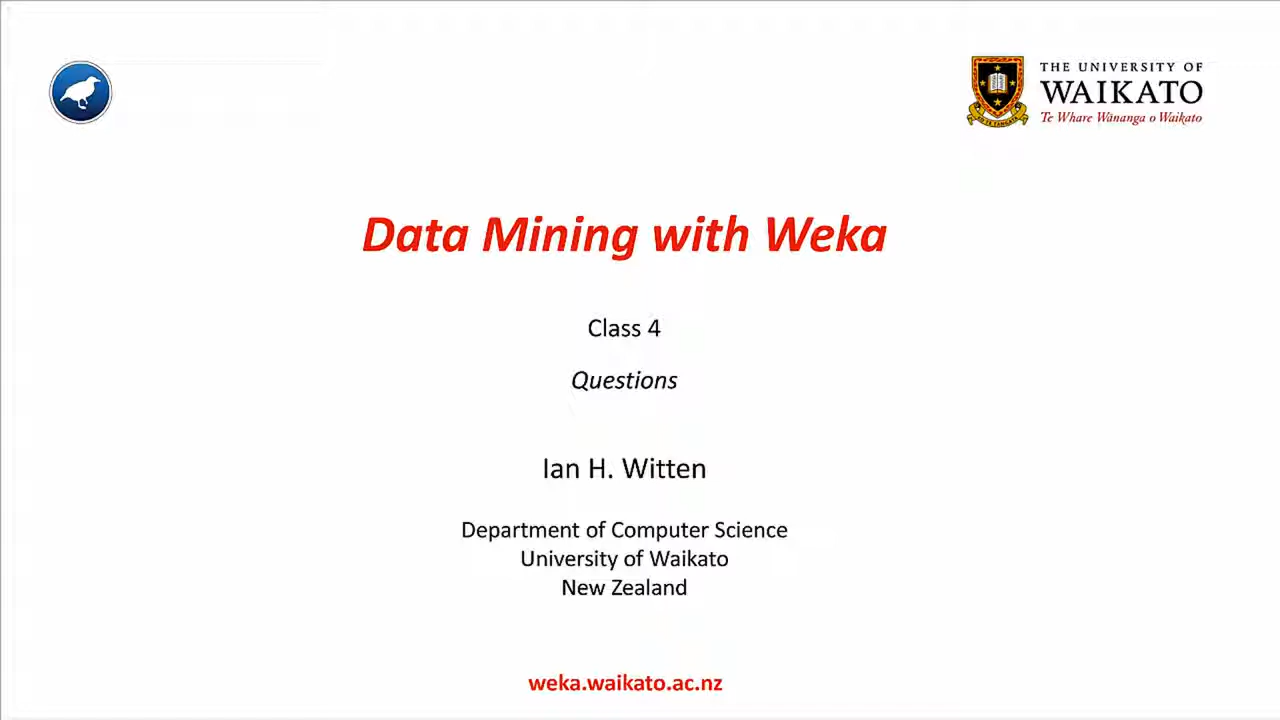 THE UNIVERSITY OF
WAIKATO
Te Whare Wānanga o Waikato
Data Mining with Weka
Class 4
Questions
Ian H. Witten
Department of Computer Science
University of Waikato
New Zealand
weka.waikato.ac.nz